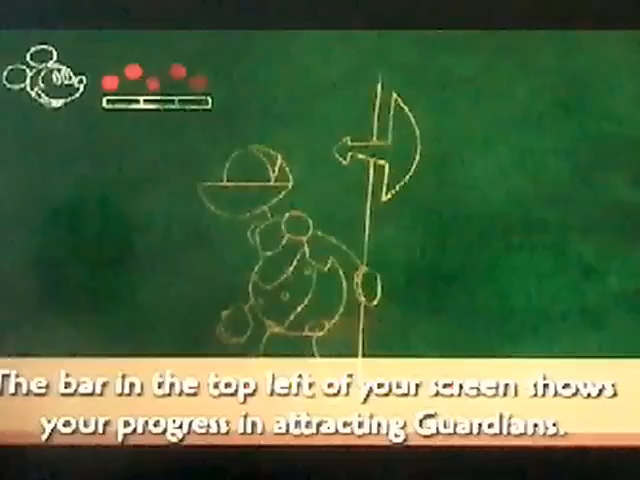 The bar in the top left of your screen shows
your progress in attracting Guardians.